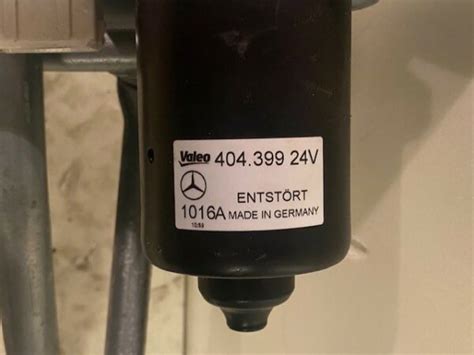 Valeo 404.399 24V
ENTSTÖRT
1016A MADE IN GERMANY